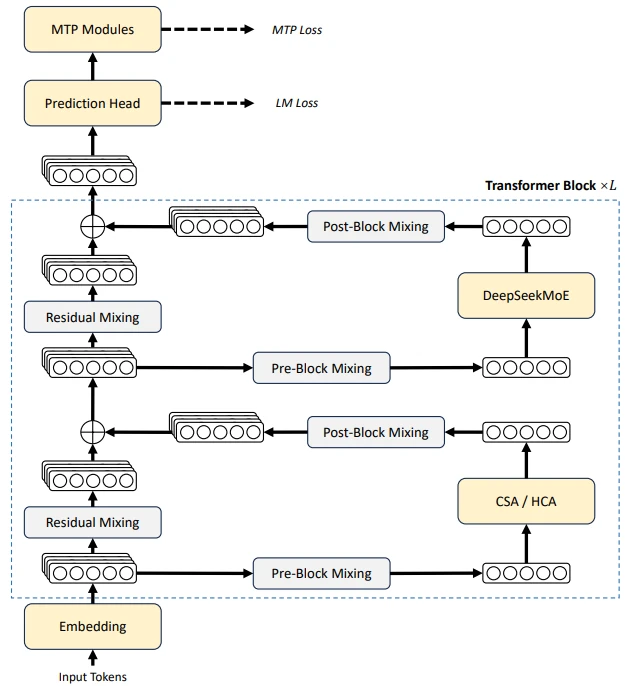 MTP Modules
MTP Loss
Prediction Head
LM Loss
Transformer Block ×L
Post-Block Mixing
DeepSeekMoE
Residual Mixing
Pre-Block Mixing
Post-Block Mixing
CSA / HCA
Residual Mixing
Pre-Block Mixing
Embedding
Input Tokens